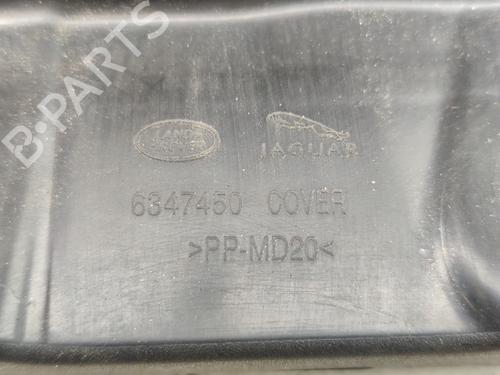 B-PARTS
LAND
ROVER
JAGUAR
6347450 COVER
>PP-MD20<